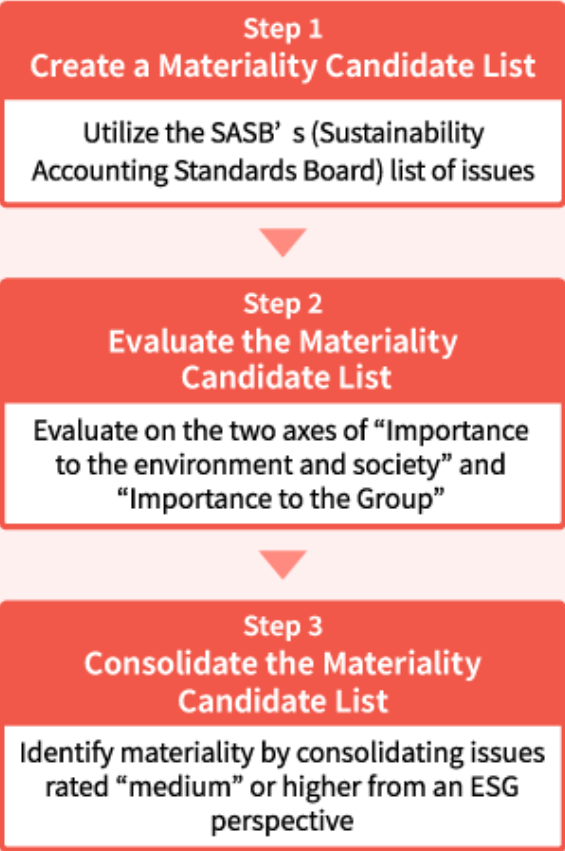 Step 1
Create a Materiality Candidate List
Utilize the SASB’ s (Sustainability
Accounting Standards Board) list of issues
Step 2
Evaluate the Materiality
Candidate List
Evaluate on the two axes of “Importance
to the environment and society” and
“Importance to the Group”
Step 3
Consolidate the Materiality
Candidate List
Identify materiality by consolidating issues
rated “medium” or higher from an ESG
perspective